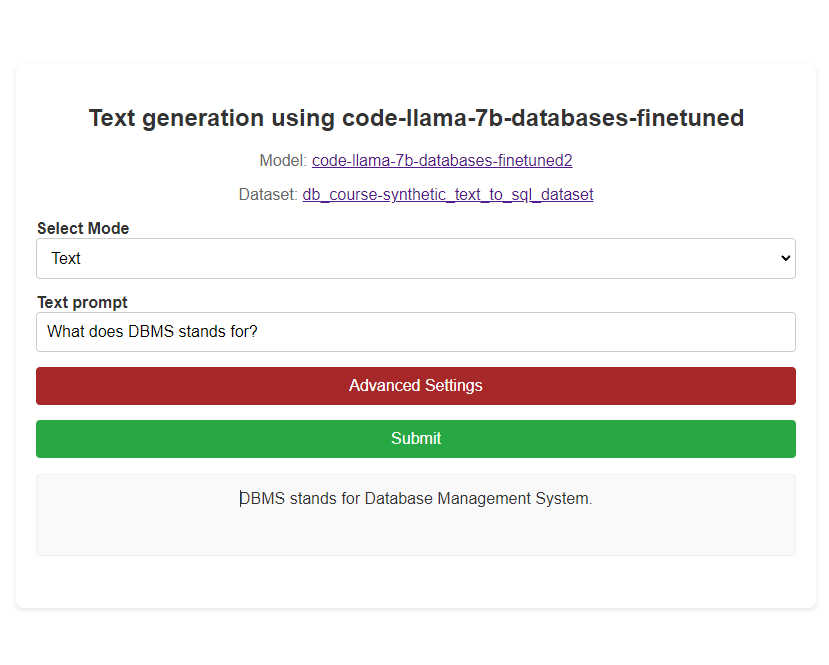 Text generation using code-llama-7b-databases-finetuned
Model: code-llama-7b-databases-finetuned2
Dataset: db_course-synthetic_text_to_sql_dataset
Select Mode
Text
Text prompt
What does DBMS stands for?
Advanced Settings
Submit
DBMS stands for Database Management System.